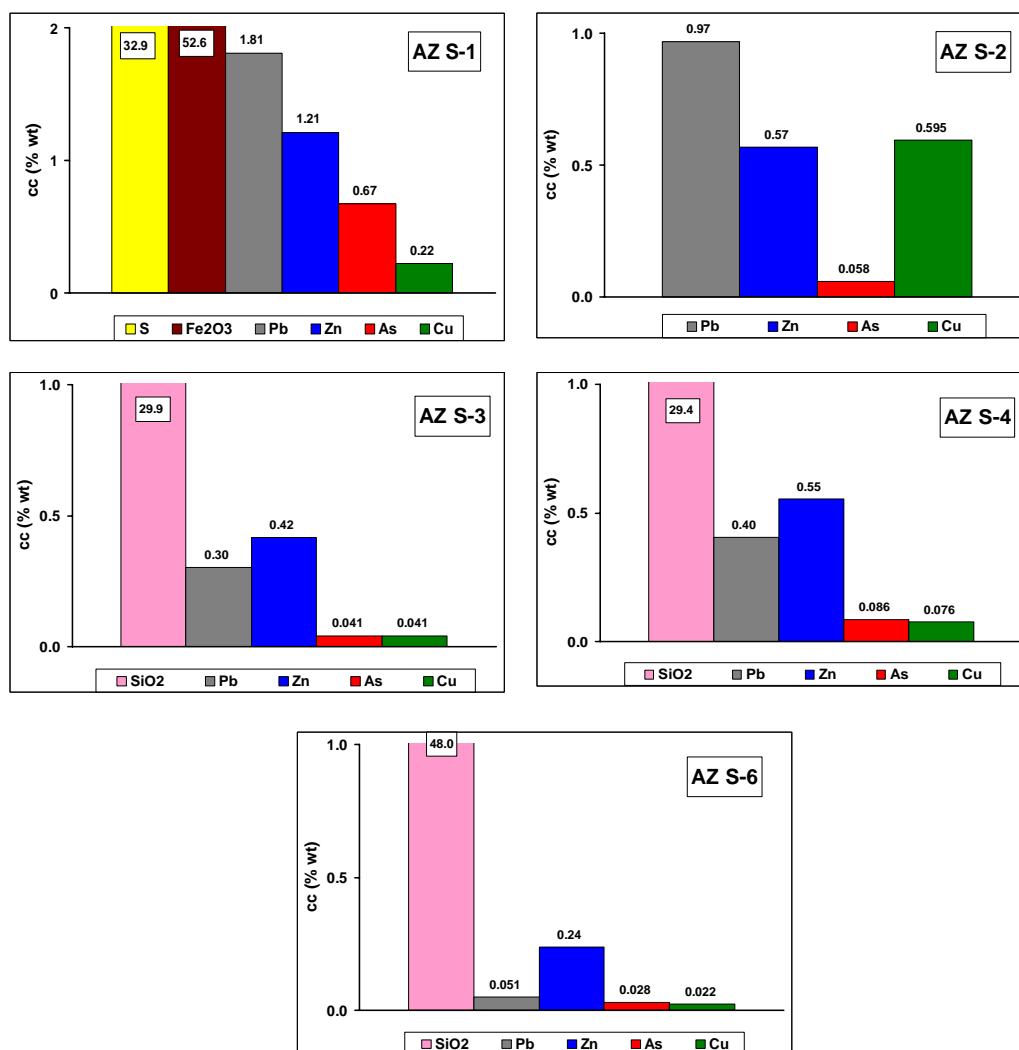 AZ S-1
cc (% wt)
2
1
0
32.9
52.6
1.81
1.21
0.67
0.22
S Fe2O3 Pb Zn As Cu
AZ S-2
cc (% wt)
1.0
0.5
0.0
0.97
0.57
0.058
0.595
Pb Zn As Cu
AZ S-3
cc (% wt)
1.0
0.5
0.0
29.9
0.30
0.42
0.041
0.041
SiO2 Pb Zn As Cu
AZ S-4
cc (% wt)
1.0
0.5
0.0
29.4
0.40
0.55
0.086
0.076
SiO2 Pb Zn As Cu
AZ S-6
cc (% wt)
1.0
0.5
0.0
48.0
0.051
0.24
0.028
0.022
SiO2 Pb Zn As Cu